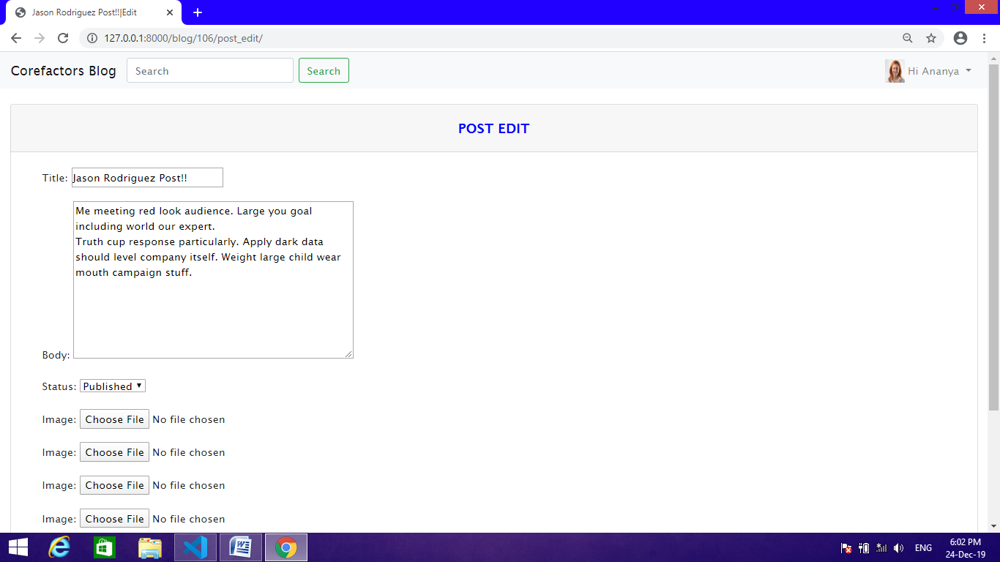 Jason Rodriguez Post!!|Edit
127.0.0.1:8000/blog/106/post_edit/
Corefactors Blog Search Search Hi Ananya
POST EDIT
Title: Jason Rodriguez Post!!
Me meeting red look audience. Large you goal
including world our expert.
Truth cup response particularly. Apply dark data
should level company itself. Weight large child wear
mouth campaign stuff.
Body:
Status: Published
Image: Choose File No file chosen
Image: Choose File No file chosen
Image: Choose File No file chosen
Image: Choose File No file chosen
ENG
6:02 PM
24-Dec-19